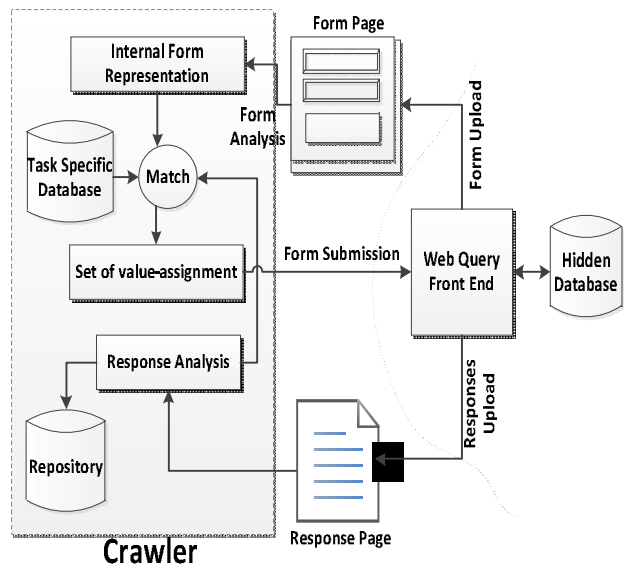 Form Page
Internal Form
Representation
Form
Analysis
Form Upload
Task Specific
Database
Match
Set of value-assignment
Form Submission
Web Query
Front End
Hidden
Database
Response Analysis
Responses
Upload
Repository
Response Page
Crawler